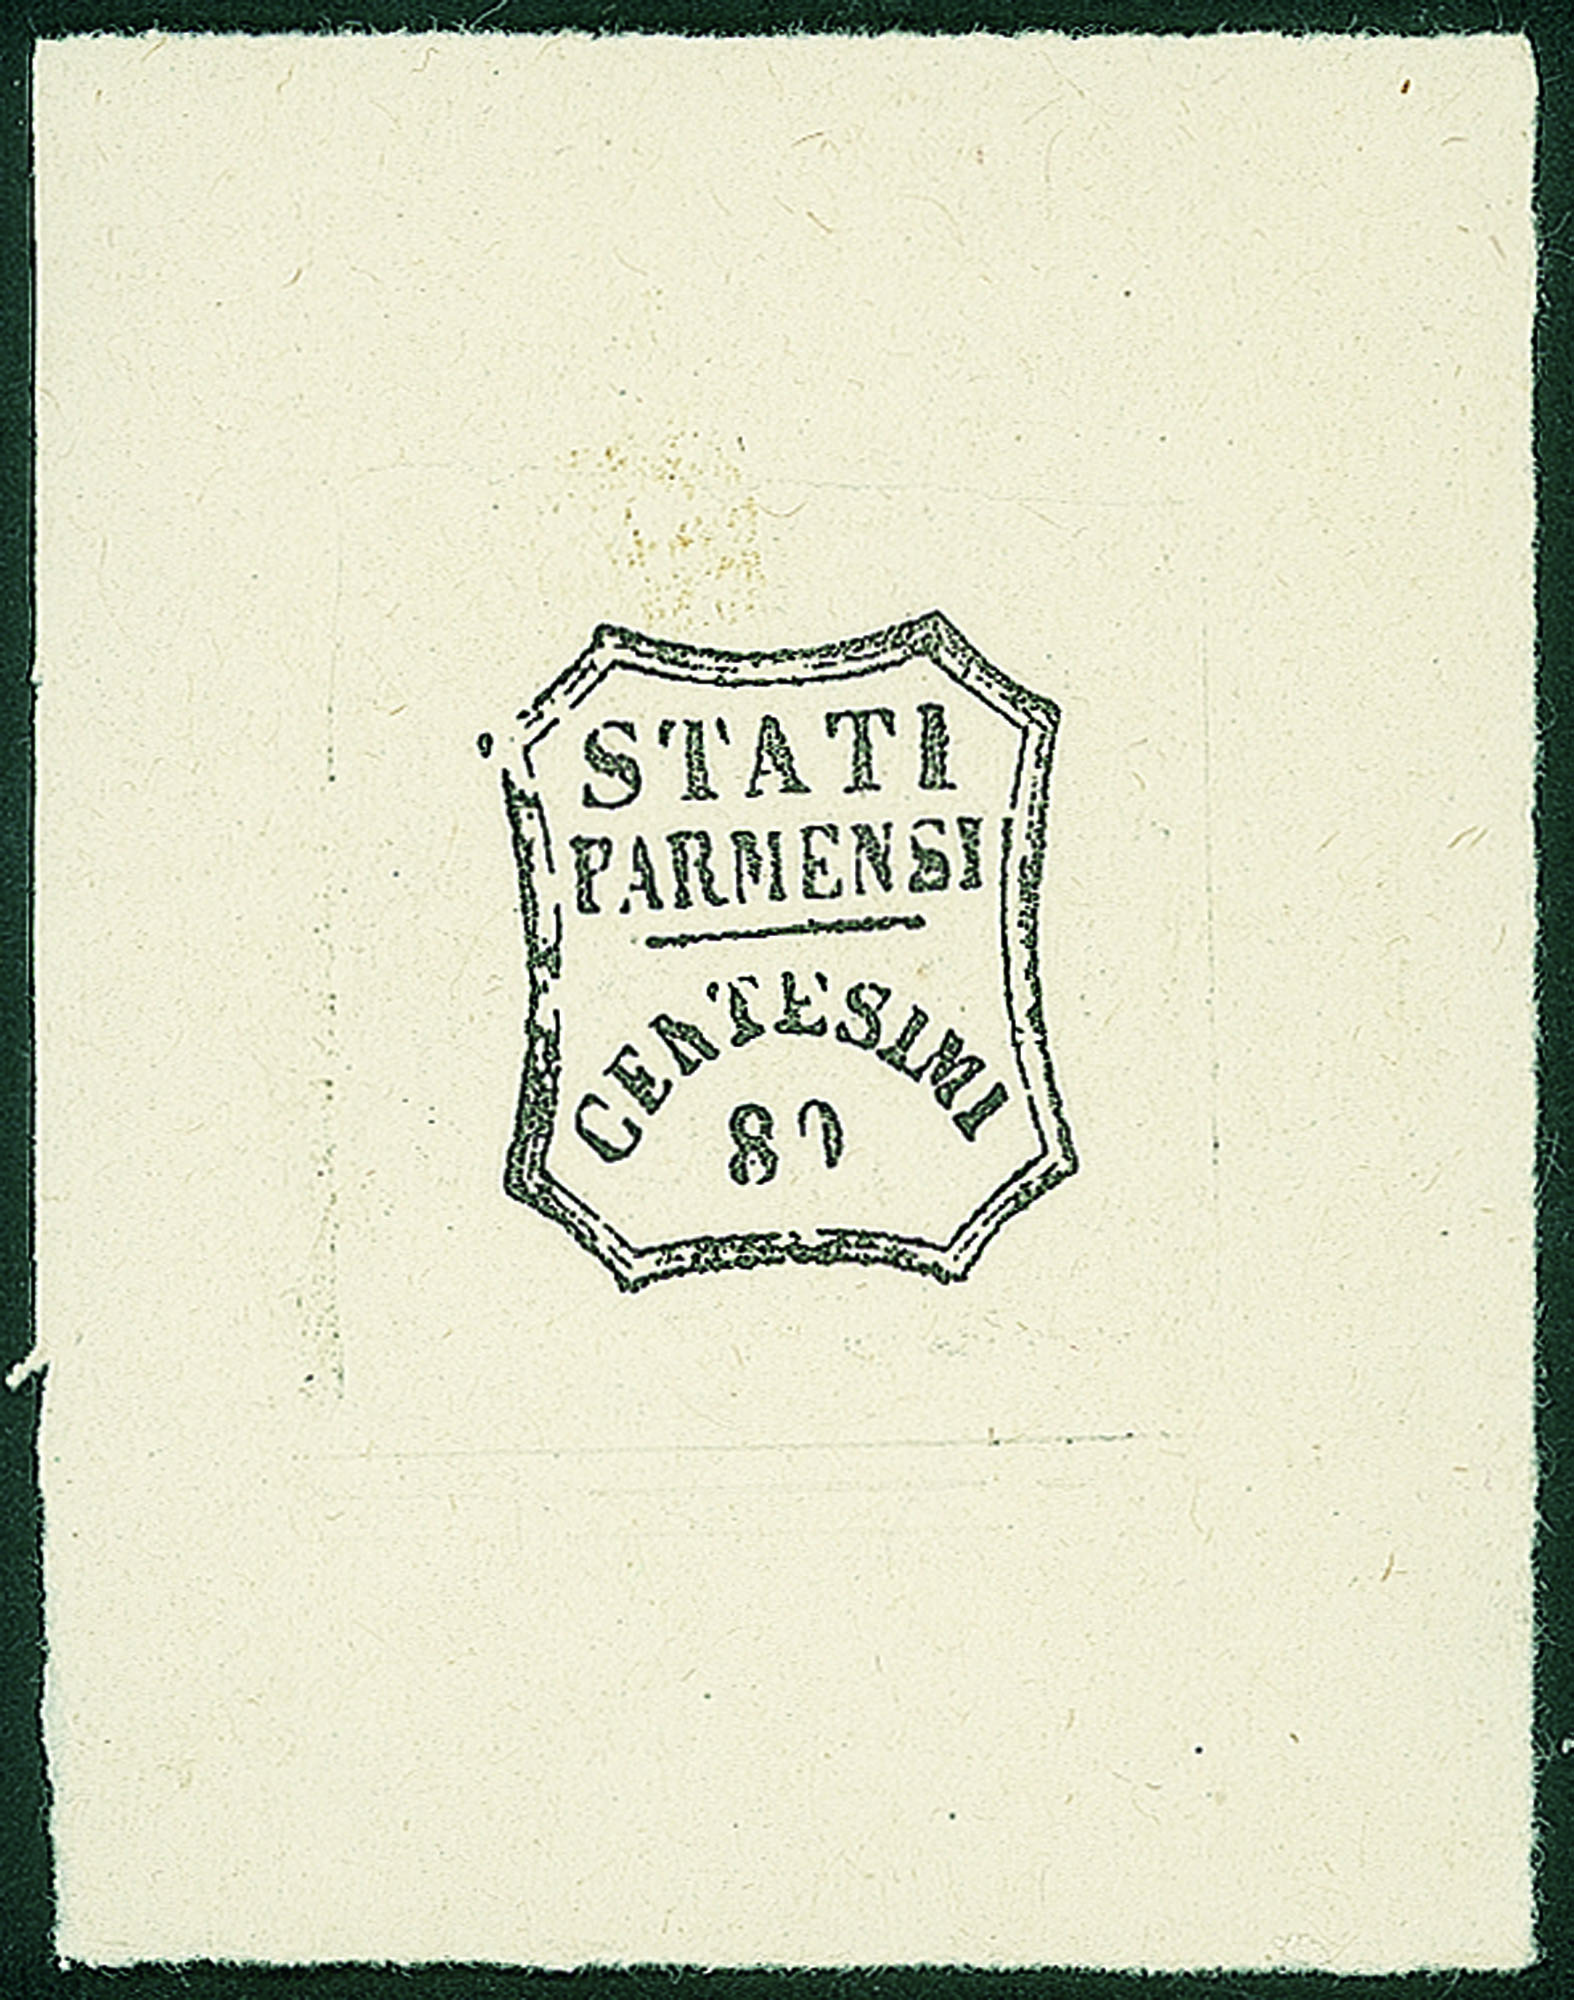 STATI
PARMENSI
CENTESIMI
80